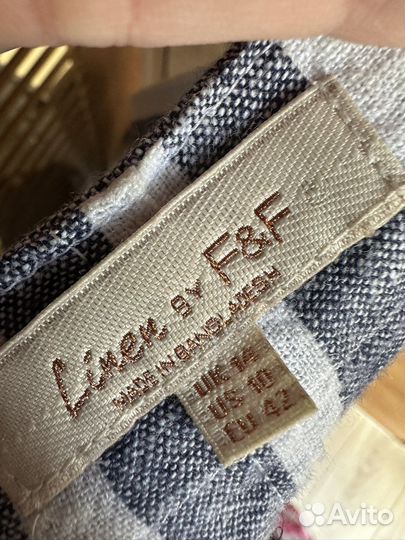 Linen BY F&F
MADE IN BANGLADESH
UK 14
US 10
EU 42
Avito